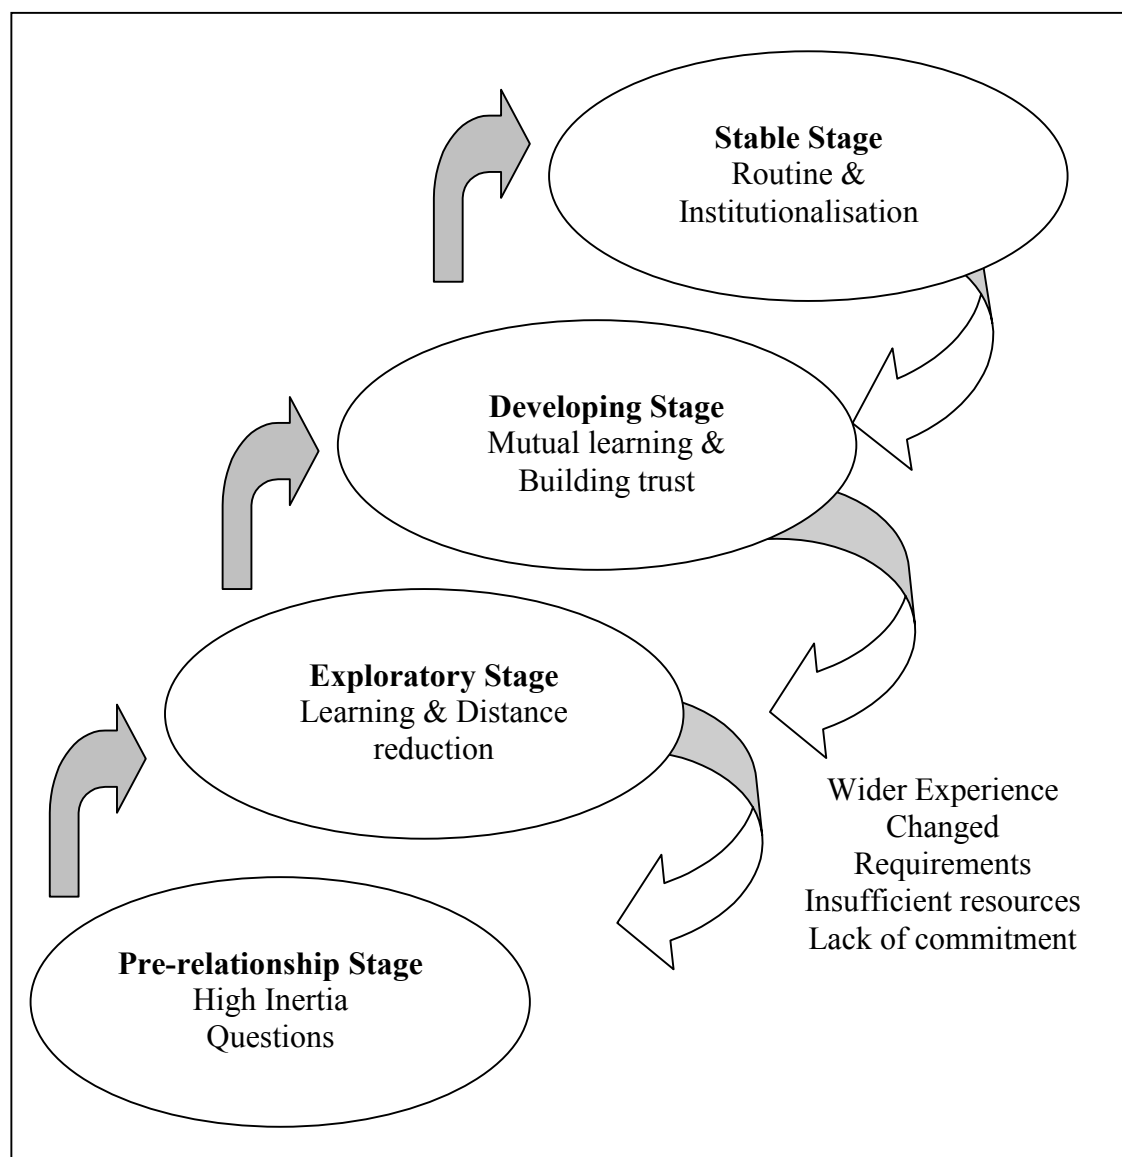 Stable Stage
Routine &
Institutionalisation
Developing Stage
Mutual learning &
Building trust
Exploratory Stage
Learning & Distance
reduction
Wider Experience
Changed
Requirements
Insufficient resources
Lack of commitment
Pre-relationship Stage
High Inertia
Questions